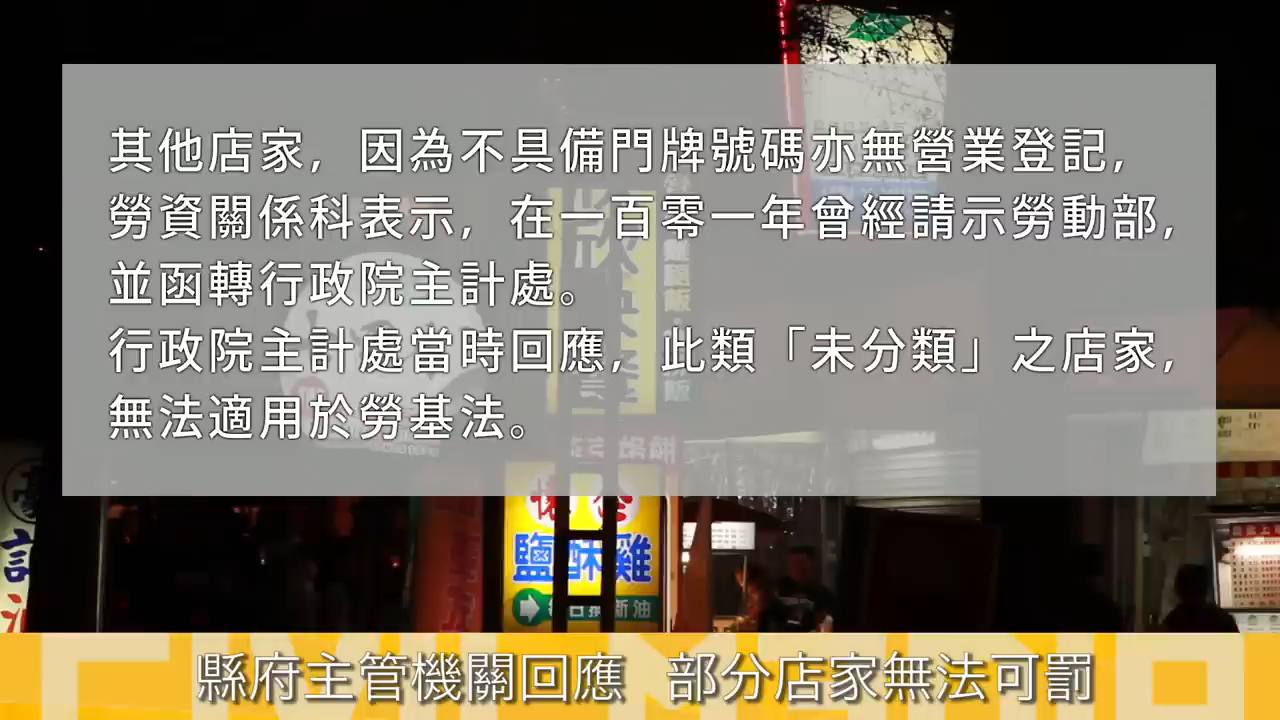 其他店家，因為不具備門牌號碼亦無營業登記，
勞資關係科表示，在一百零一年曾經請示勞動部，
並函轉行政院主計處。
行政院主計處當時回應，此類「未分類」之店家，
無法適用於勞基法。
鹽酥雞
縣府主管機關回應 部分店家無法可罰